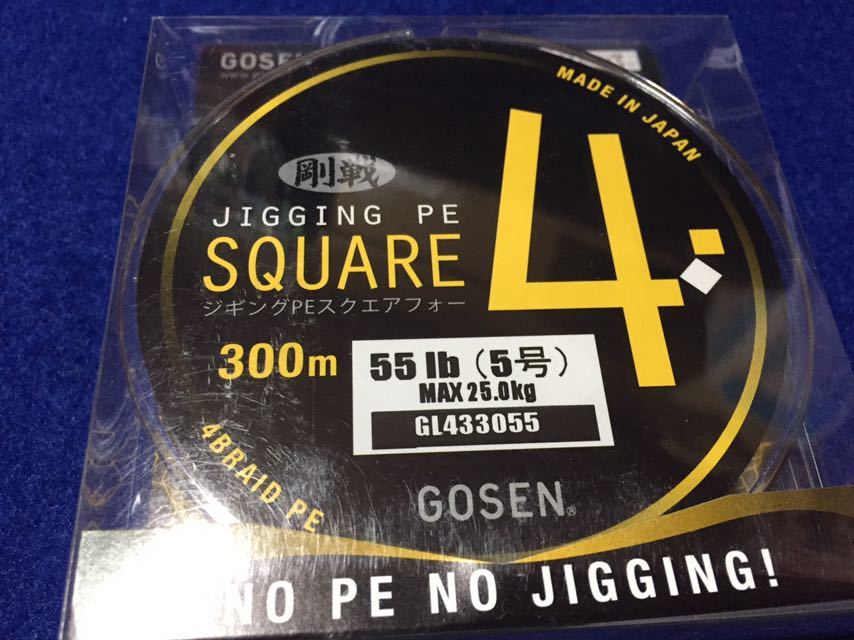 GOSEN
MADE IN JAPAN
剛戦
JIGGING PE
SQUARE 4
ジギングPEスクエアフォー
300m
55 lb (5号)
MAX 25.0kg
GL433055
4BRAID PE
GOSEN®
NO PE NO JIGGING!